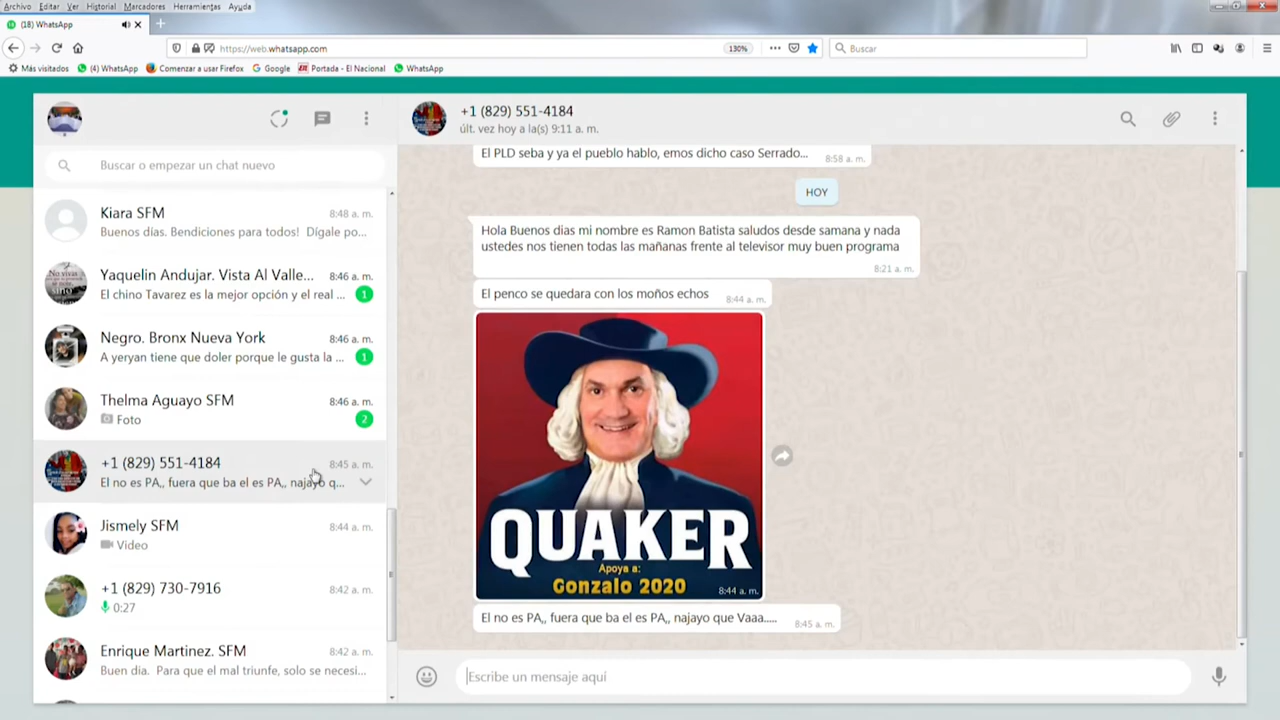 Archivo Editar Ver Historial Marcadores Herramientas Ayuda
(18) WhatsApp
https://web.whatsapp.com
130%
Buscar
Más visitados
(4) WhatsApp
Comenzar a usar Firefox
Google
Portada - El Nacional
WhatsApp
+1 (829) 551-4184
últ. vez hoy a la(s) 9:11 a. m.
Buscar o empezar un chat nuevo
Kiara SFM
8:48 a. m.
Buenos días. Bendiciones para todos! Dígale po...
Yaquelin Andujar. Vista Al Valle...
8:46 a. m.
El chino Tavarez es la mejor opción y el real ...
1
Negro. Bronx Nueva York
8:46 a. m.
A yeryan tiene que doler porque le gusta la ...
1
Thelma Aguayo SFM
8:46 a. m.
Foto
2
+1 (829) 551-4184
8:45 a. m.
El no es PA,, fuera que ba el es PA,, najayo q...
Jismely SFM
8:44 a. m.
Video
+1 (829) 730-7916
8:42 a. m.
0:27
Enrique Martinez. SFM
8:42 a. m.
Buen dia. Para que el mal triunfe, solo se necesi...
El PLD seba y ya el pueblo hablo, emos dicho caso Serrado...
8:58 a. m.
HOY
Hola Buenos dias mi nombre es Ramon Batista saludos desde samana y nada
ustedes nos tienen todas las mañanas frente al televisor muy buen programa
8:21 a. m.
El penco se quedara con los moños echos
8:44 a. m.
QUAKER
Apoya a:
Gonzalo 2020
8:44 a. m.
El no es PA,, fuera que ba el es PA,, najayo que Vaaa.....
8:45 a. m.
Escribe un mensaje aquí